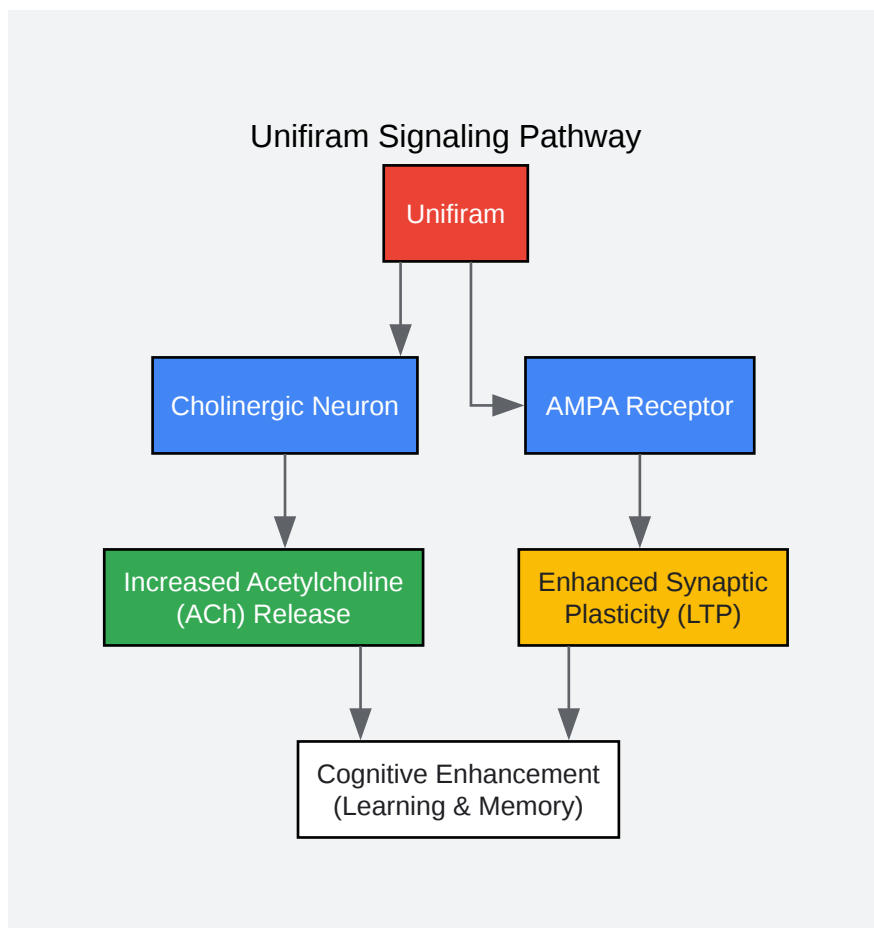 Unifiram Signaling Pathway
Unifiram
Cholinergic Neuron
AMPA Receptor
Increased Acetylcholine
(ACh) Release
Enhanced Synaptic
Plasticity (LTP)
Cognitive Enhancement
(Learning & Memory)